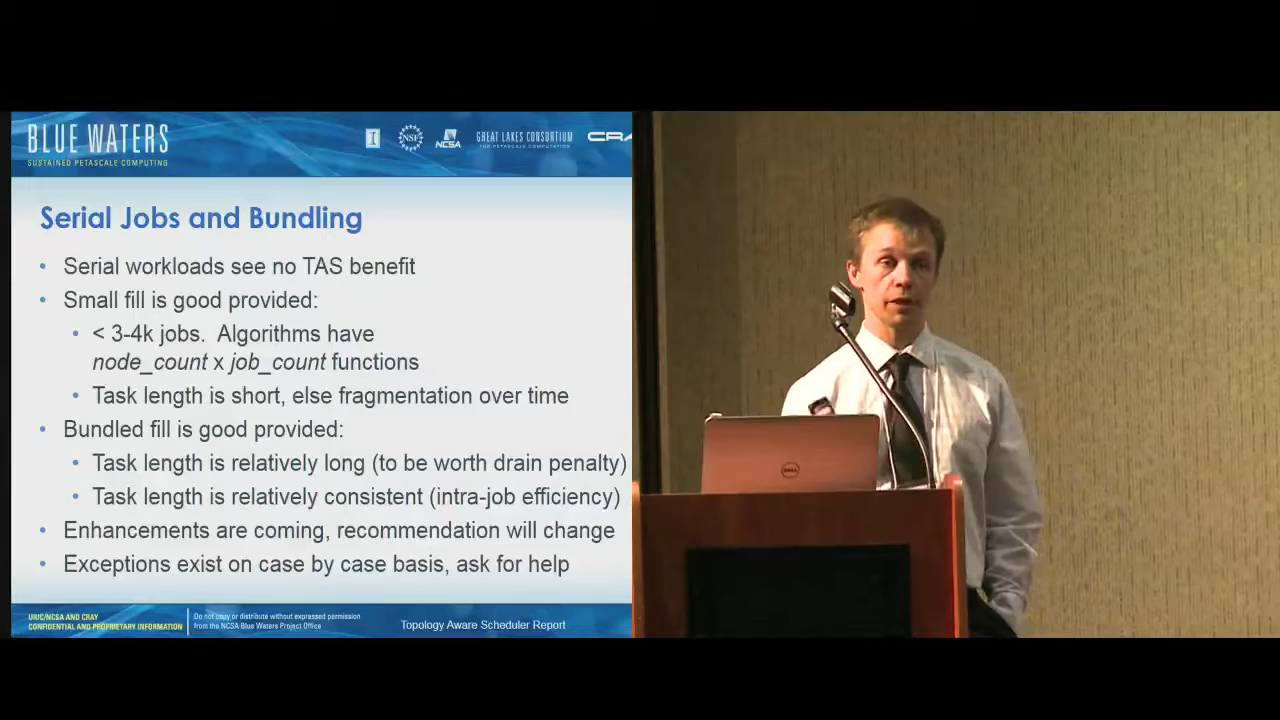 BLUE WATERS
SUSTAINED PETASCALE COMPUTING
I
NSF
NCSA
GREAT LAKES CONSORTIUM
FOR PETASCALE COMPUTATION
CRA
Serial Jobs and Bundling
• Serial workloads see no TAS benefit
• Small fill is good provided:
• < 3-4k jobs. Algorithms have
node_count x job_count functions
• Task length is short, else fragmentation over time
• Bundled fill is good provided:
• Task length is relatively long (to be worth drain penalty)
• Task length is relatively consistent (intra-job efficiency)
• Enhancements are coming, recommendation will change
• Exceptions exist on case by case basis, ask for help
UIUC/NCSA AND CRAY
CONFIDENTIAL AND PROPRIETARY INFORMATION
Do not copy or distribute without expressed permission
from the NCSA Blue Waters Project Office
Topology Aware Scheduler Report
DELL